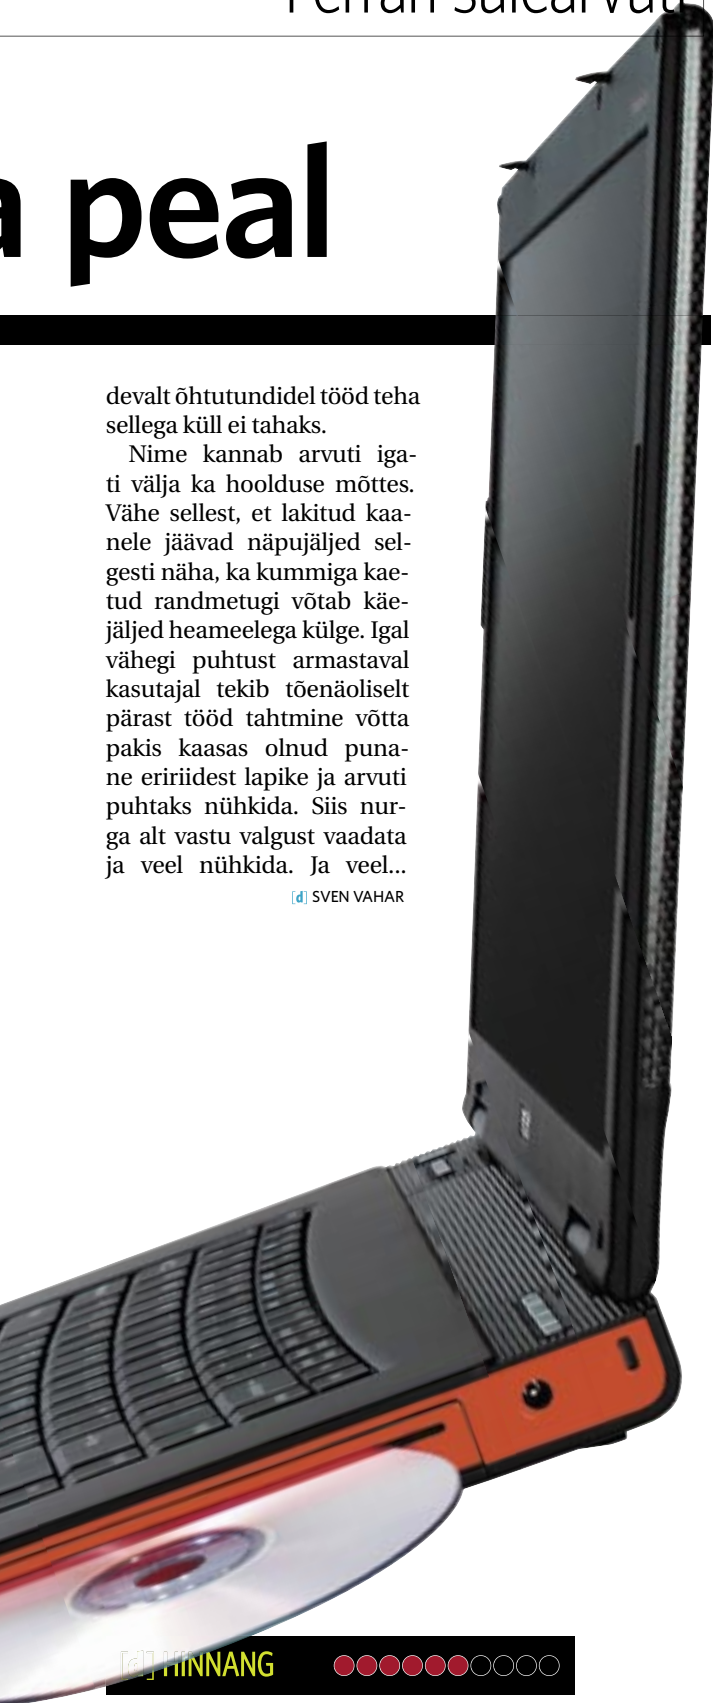 a peal
devalt õhtutundidel tööd teha
sellega küll ei tahaks.
Nime kannab arvuti iga-
ti välja ka hoolduse mõttes.
Vähe sellest, et lakitud kaa-
nele jäävad näpujäljed sel-
gesti näha, ka kummiga kae-
tud randmetugi võtab käe-
jäljed heameelega külge. Igal
vähegi puhtust armastaval
kasutajal tekib tõenäoliselt
pärast tööd tahtmine võtta
pakis kaasas olnud puna-
ne eririidest lapike ja arvuti
puhtaks nühkida. Siis nur-
ga alt vastu valgust vaadata
ja veel nühkida. Ja veel...
[d] SVEN VAHAR
[d] HINNANG